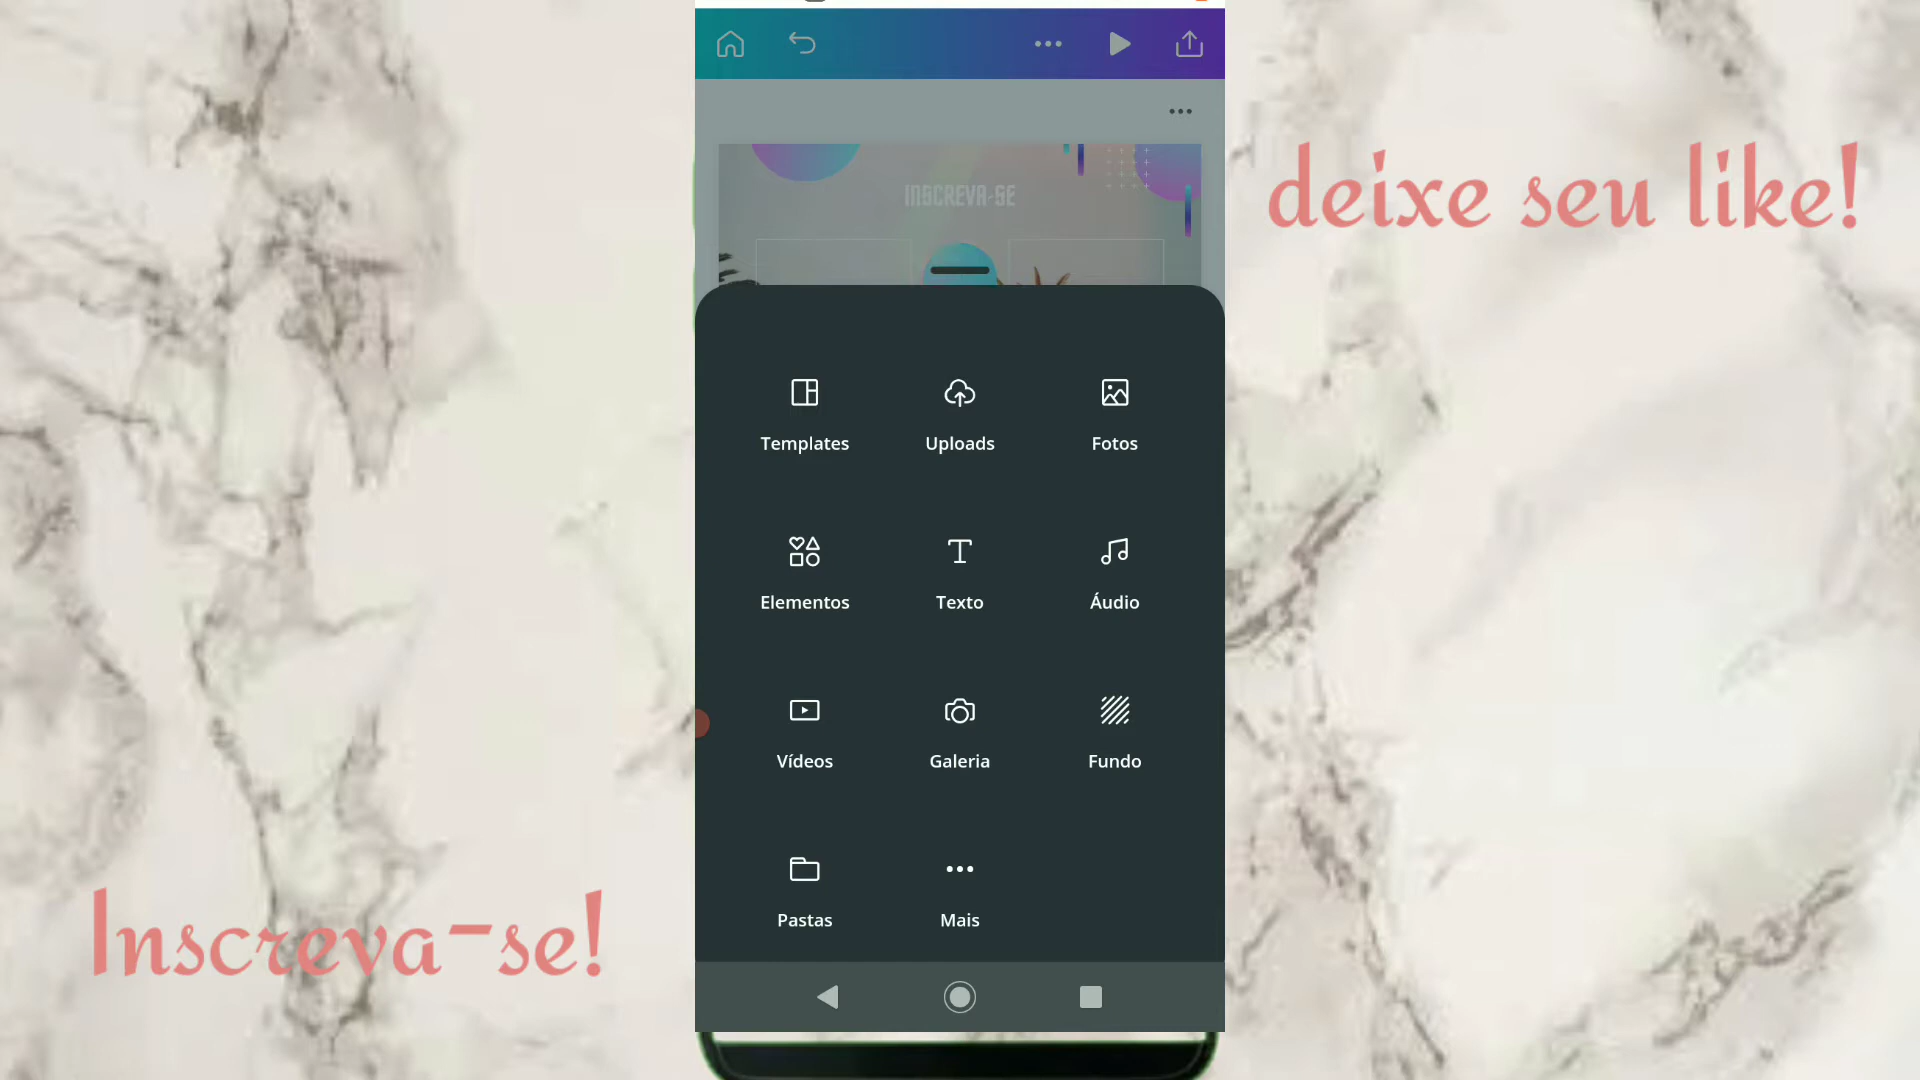 INSCREVA-SE
deixe seu like!
Templates
Uploads
Fotos
Elementos
Texto
Áudio
Vídeos
Galeria
Fundo
Pastas
Mais
Inscreva-se!